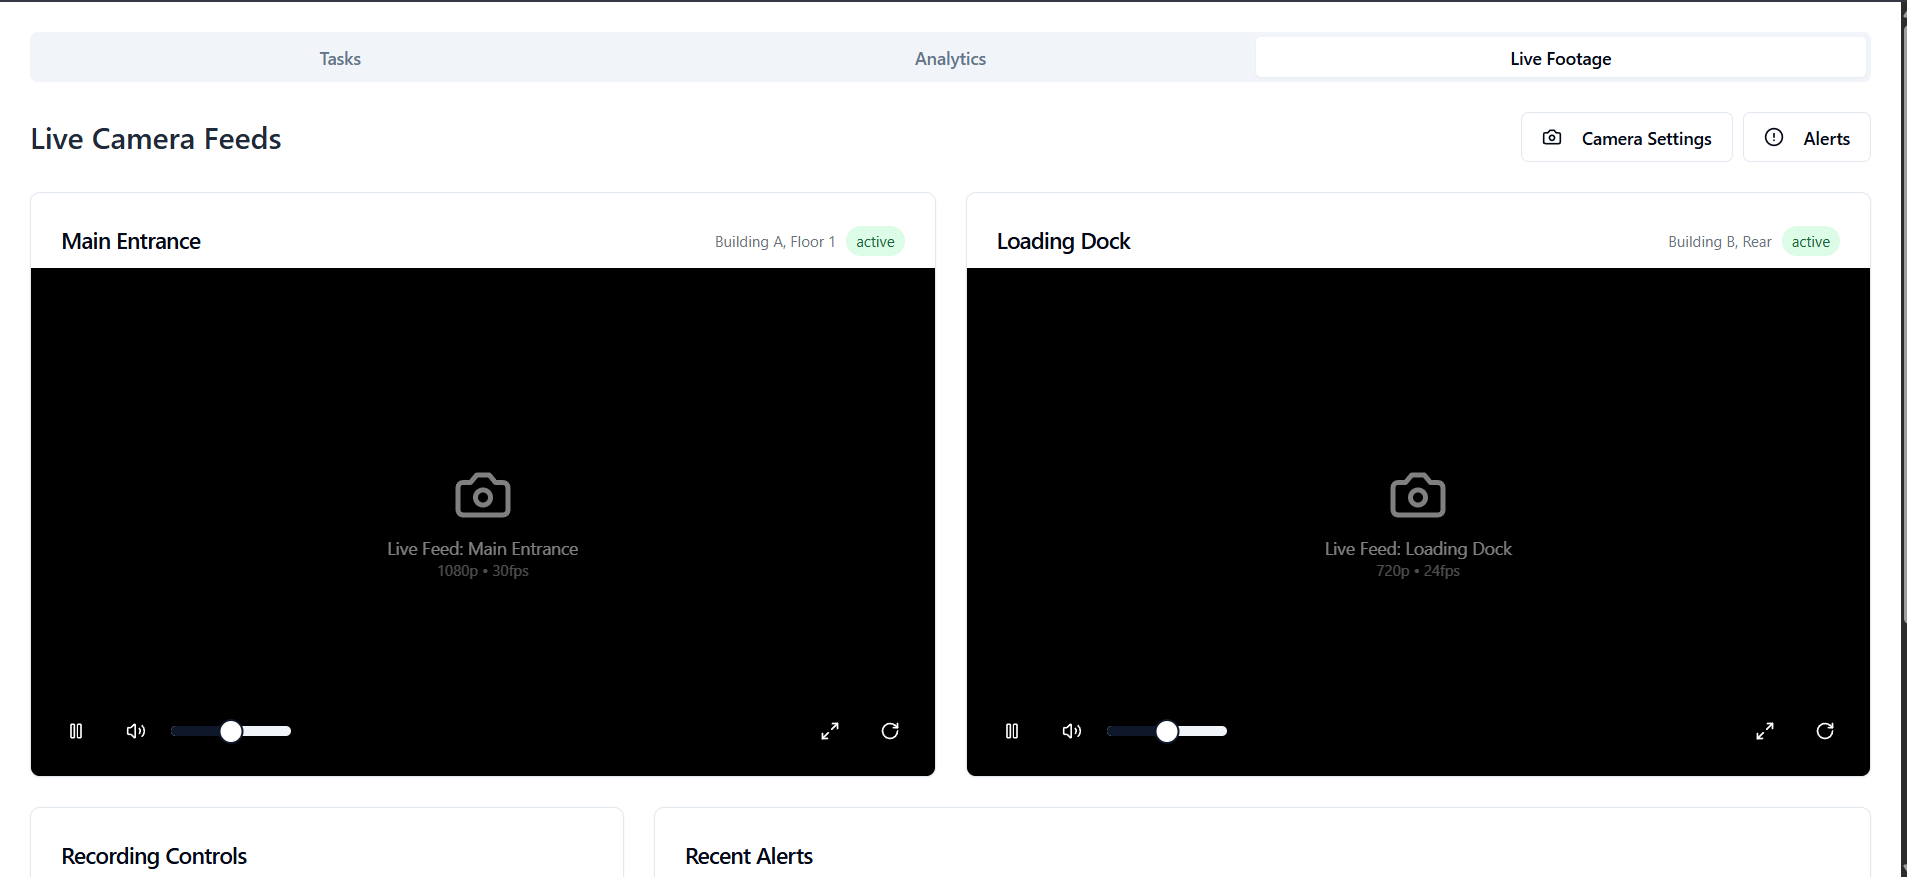 Tasks
Analytics
Live Footage
Live Camera Feeds
Camera Settings
Alerts
Main Entrance
Building A, Floor 1
active
Loading Dock
Building B, Rear
active
Live Feed: Main Entrance
1080p • 30fps
Live Feed: Loading Dock
720p • 24fps
Recording Controls
Recent Alerts